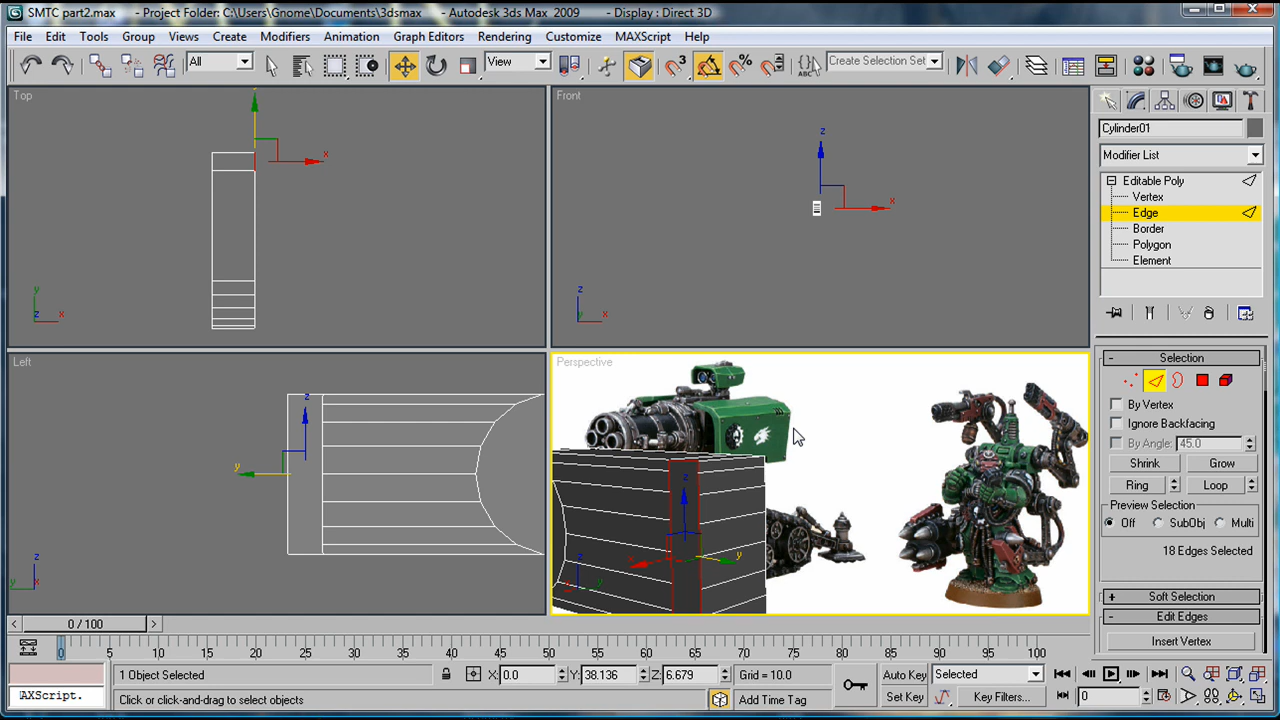 SMTC part2.max - Project Folder: C:\Users\Gnome\Documents\3dsmax - Autodesk 3ds Max 2009 - Display : Direct 3D
File Edit Tools Group Views Create Modifiers Animation Graph Editors Rendering Customize MAXScript Help
All View Create Selection Set
Top Front
Cylinder01
Modifier List
Editable Poly
Vertex
Edge
Border
Polygon
Element
Left Perspective
- Selection
By Vertex
Ignore Backfacing
By Angle: 45.0
Shrink Grow
Ring Loop
Preview Selection
Off SubObj Multi
18 Edges Selected
+ Soft Selection
- Edit Edges
Insert Vertex
< 0 / 100 >
0 5 10 15 20 25 30 35 40 45 50 55 60 65 70 75 80 85 90 95 100
1 Object Selected X: 0.0 Y: 38.136 Z: 6.679 Grid = 10.0 Auto Key Selected
AXScript. Click or click-and-drag to select objects Add Time Tag Set Key Key Filters... 0